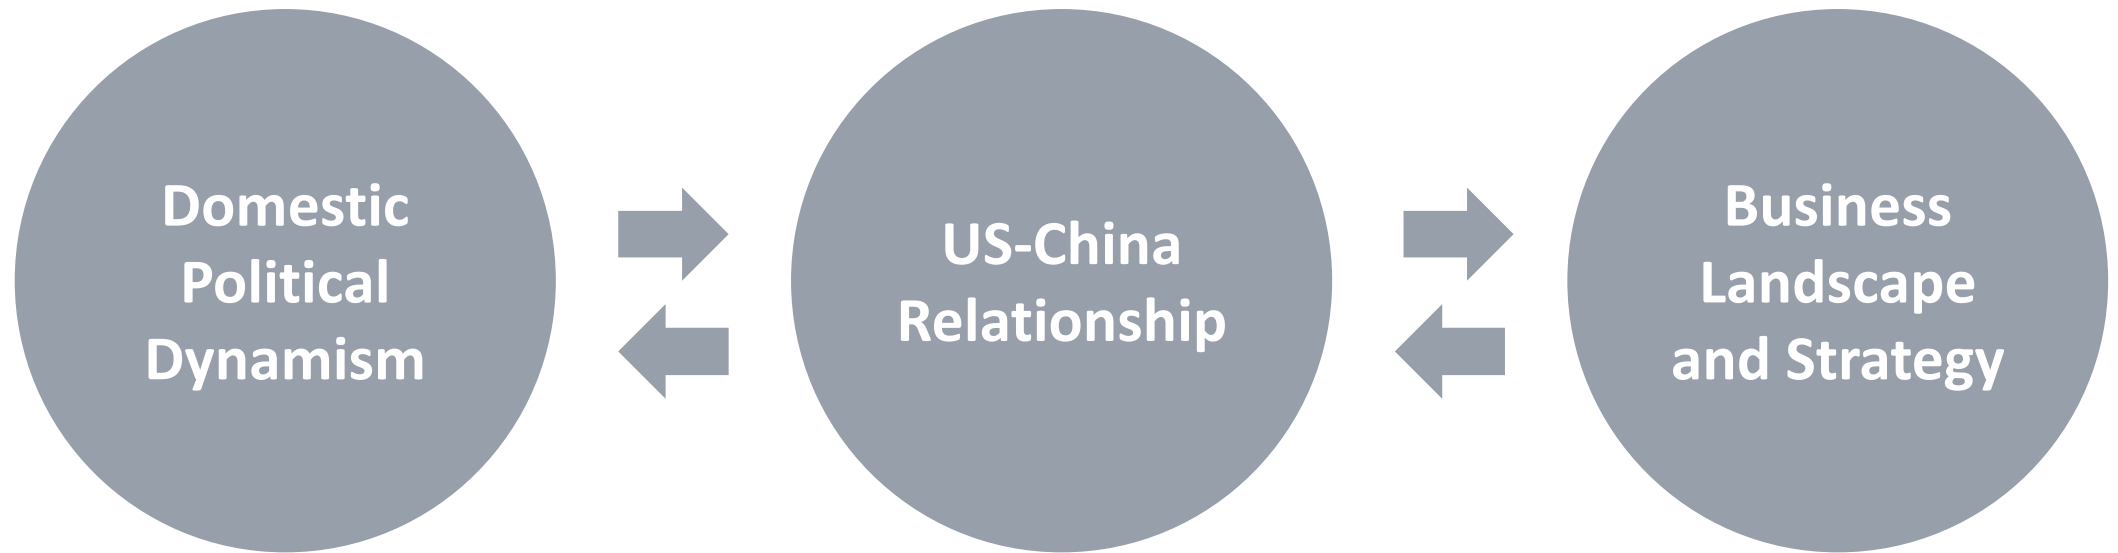 Domestic
Political
Dynamism
US-China
Relationship
Business
Landscape
and Strategy